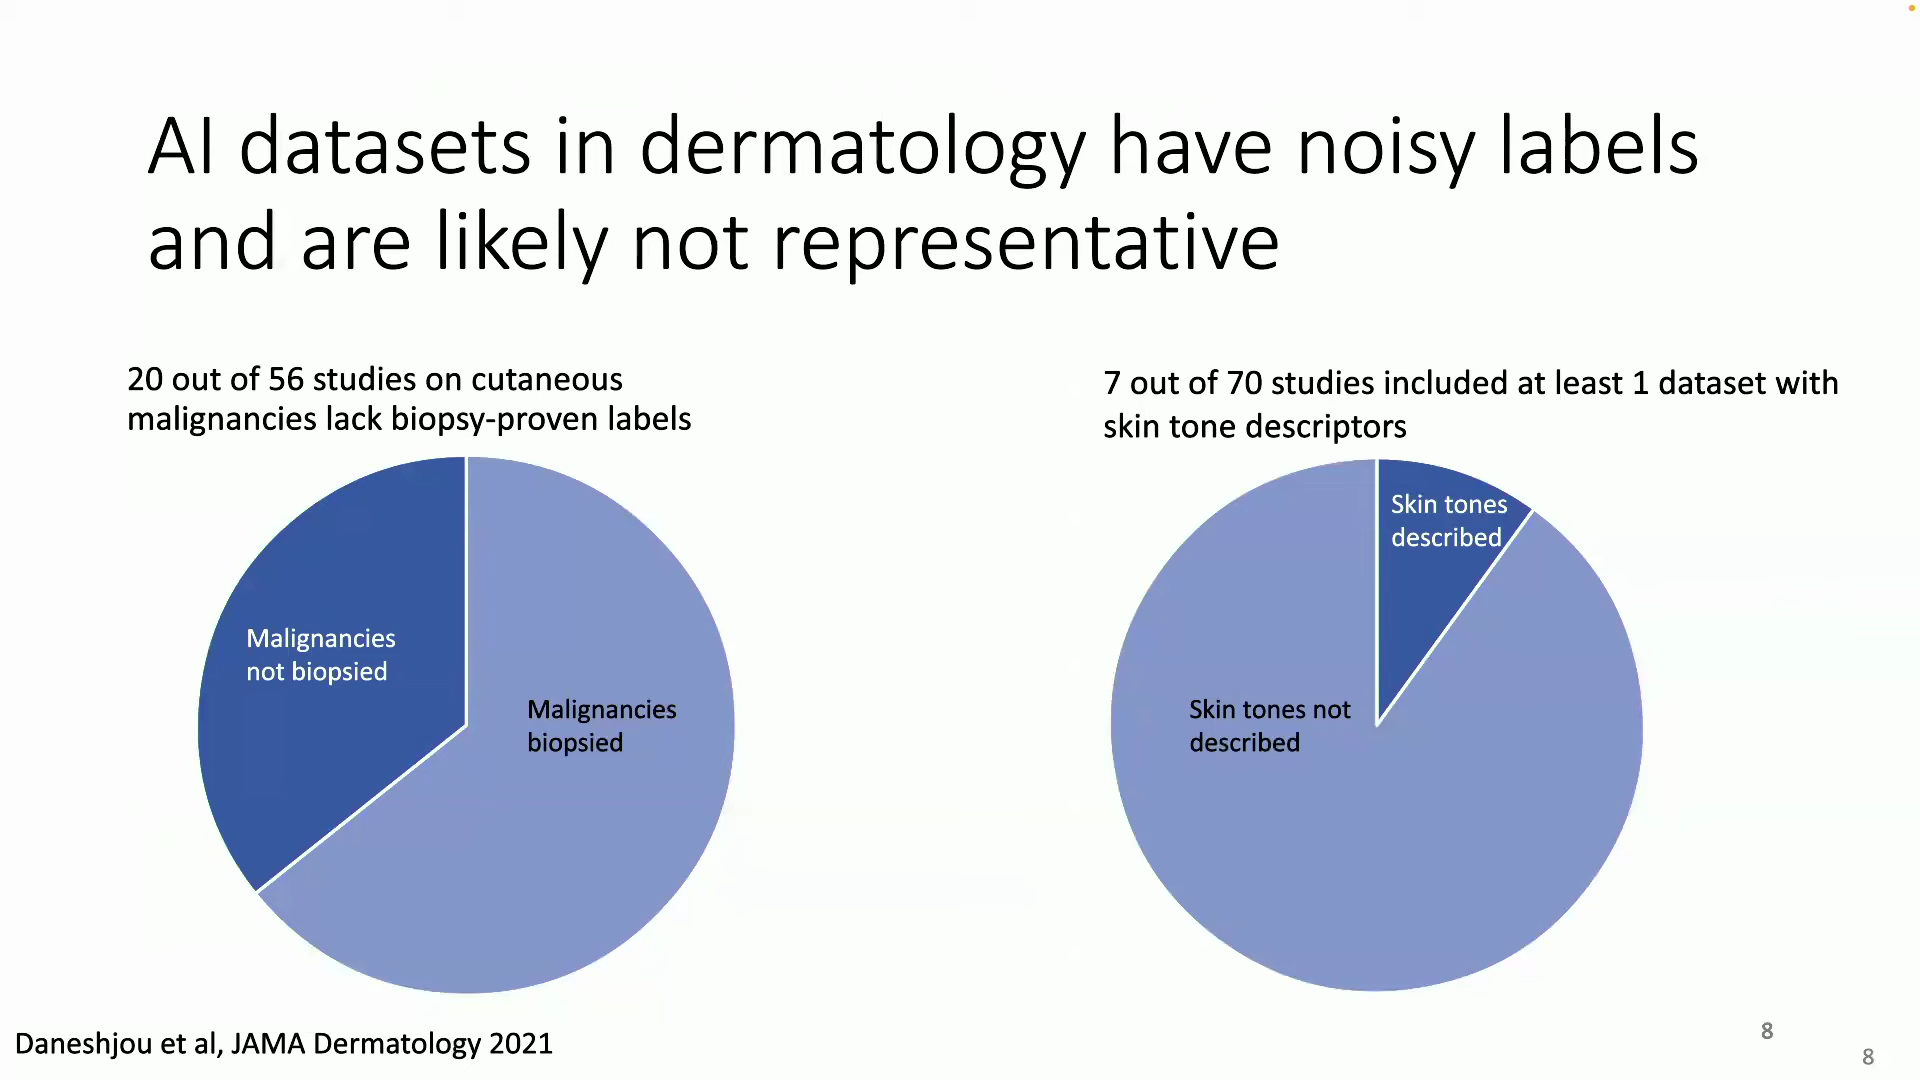 AI datasets in dermatology have noisy labels
and are likely not representative
20 out of 56 studies on cutaneous
malignancies lack biopsy-proven labels
Malignancies
not biopsied
Malignancies
biopsied
7 out of 70 studies included at least 1 dataset with
skin tone descriptors
Skin tones
described
Skin tones not
described
Daneshjou et al, JAMA Dermatology 2021
8
8